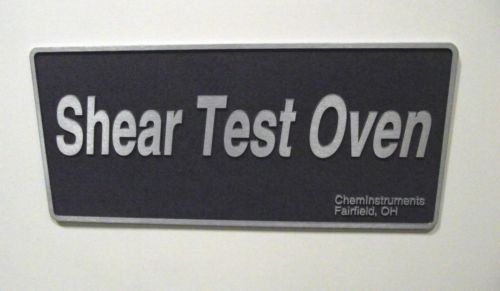 Shear Test Oven
ChemInstruments
Fairfield, OH